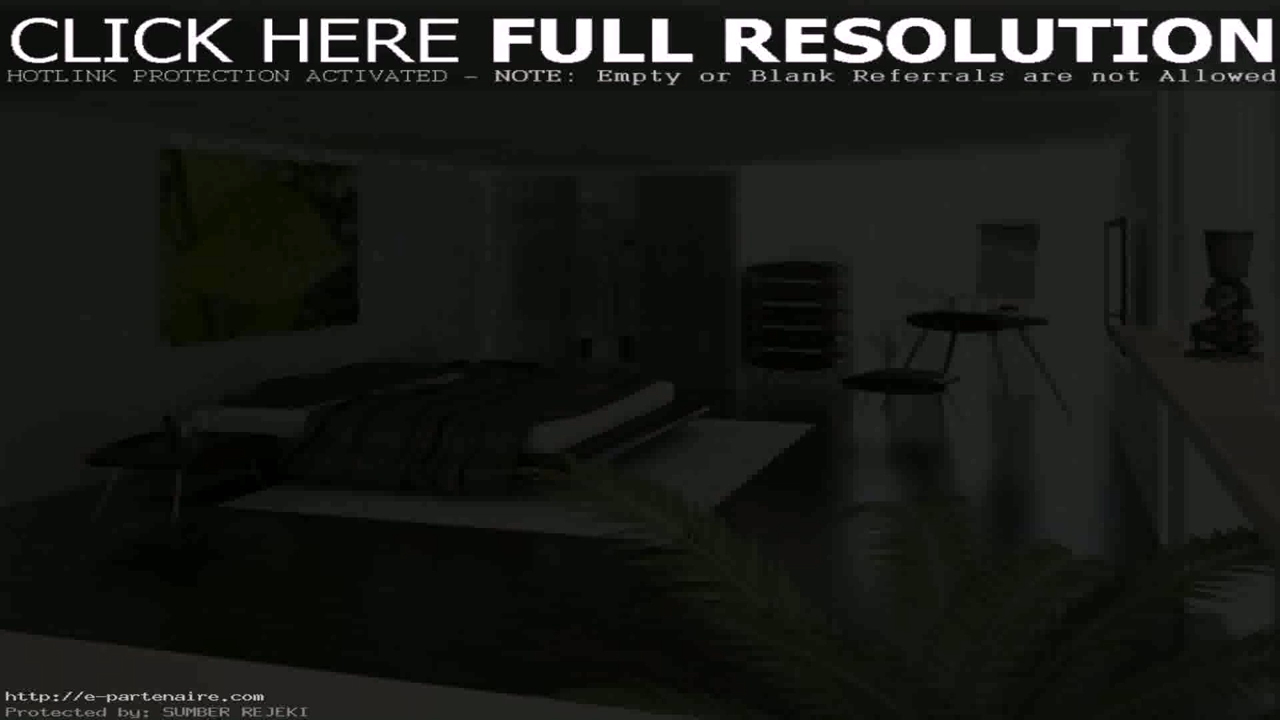 CLICK HERE FULL RESOLUTION
HOTLINK PROTECTION ACTIVATED – NOTE: Empty or Blank Referrals are not Allowed
http://e-partenaire.com
Protected by: SUMBER REJEKI